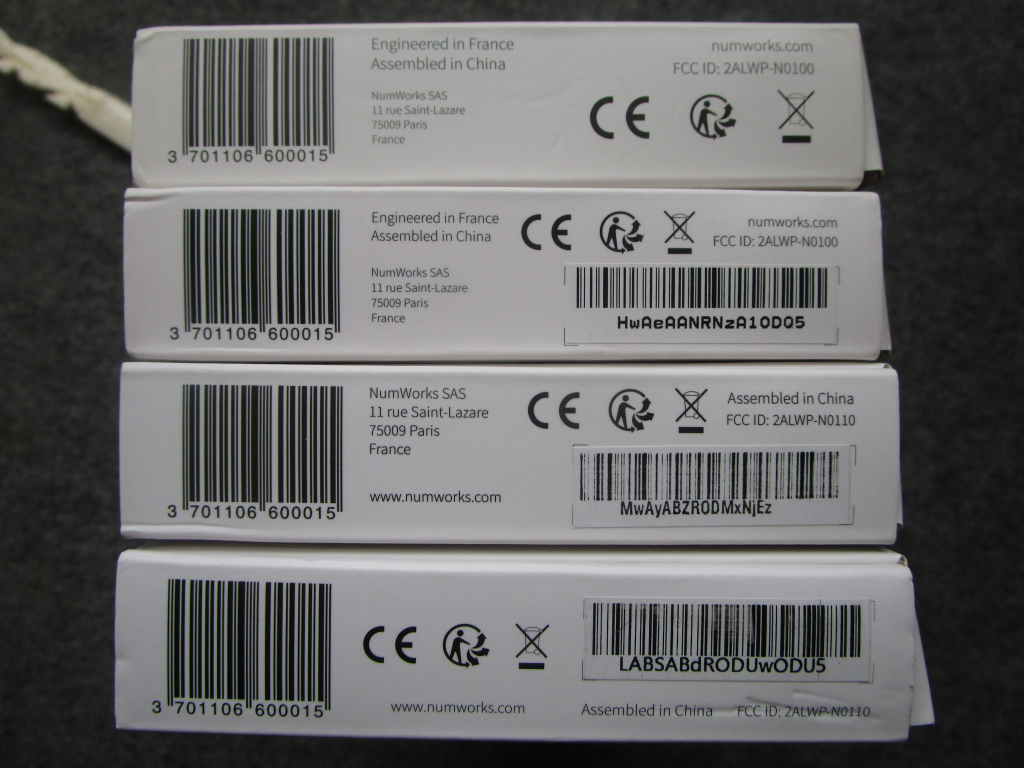 Engineered in France
Assembled in China
NumWorks SAS
11 rue Saint-Lazare
75009 Paris
France
numworks.com
FCC ID: 2ALWP-N0100
CE
3 701106 600015
Engineered in France
Assembled in China
NumWorks SAS
11 rue Saint-Lazare
75009 Paris
France
CE
numworks.com
FCC ID: 2ALWP-N0100
HwAeAANRNzA1ODQ5
3 701106 600015
NumWorks SAS
11 rue Saint-Lazare
75009 Paris
France
www.numworks.com
CE
Assembled in China
FCC ID: 2ALWP-N0110
MwAyABZRODMxNjEz
3 701106 600015
CE
LABSABdRODUwODU5
3 701106 600015
www.numworks.com
Assembled in China
FCC ID: 2ALWP-N0110